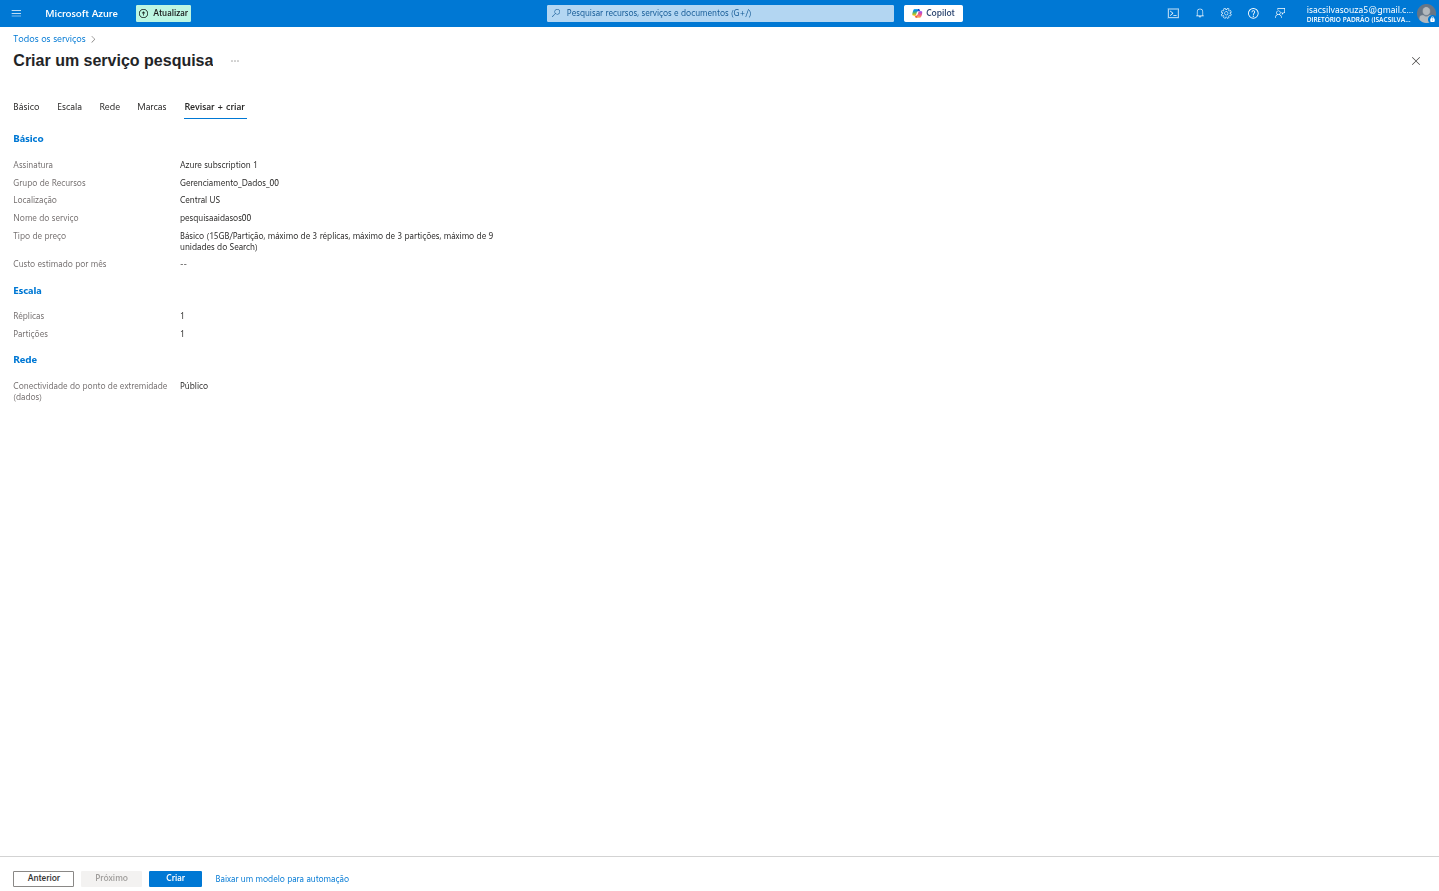 Microsoft Azure
Atualizar
Pesquisar recursos, serviços e documentos (G+/)
Copilot
isacsilvasouza5@gmail.c...
DIRETÓRIO PADRÃO (ISACSILVA...
Todos os serviços
Criar um serviço pesquisa
Básico Escala Rede Marcas Revisar + criar
Básico
Assinatura Azure subscription 1
Grupo de Recursos Gerenciamento_Dados_00
Localização Central US
Nome do serviço pesquisaaidasos00
Tipo de preço Básico (15GB/Partição, máximo de 3 réplicas, máximo de 3 partições, máximo de 9
unidades do Search)
Custo estimado por mês --
Escala
Réplicas 1
Partições 1
Rede
Conectividade do ponto de extremidade Público
(dados)
Anterior Próximo Criar Baixar um modelo para automação